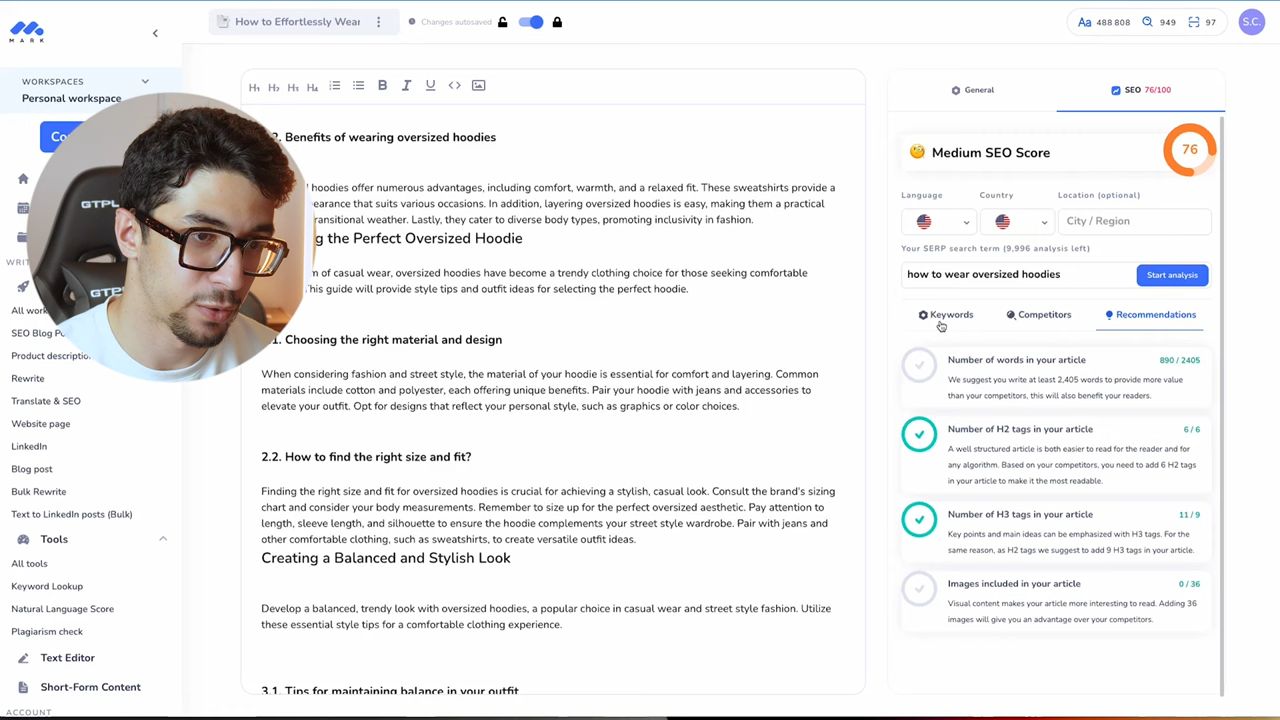 MARK
WORKSPACES
Personal workspace
All
SEO Blog
Product
Rewrite
Translate & SEO
Website page
LinkedIn
Blog post
Bulk Rewrite
Text to LinkedIn posts (Bulk)
Tools
All tools
Keyword Lookup
Natural Language Score
Plagiarism check
Text Editor
Short-Form Content
ACCOUNT
How to Effortlessly Wear
Changes autosaved
488 808
949
97
S.C.
H1 H2 H3 H4 B I U <>
Benefits of wearing oversized hoodies
hoodies offer numerous advantages, including comfort, warmth, and a relaxed fit. These sweatshirts provide a
that suits various occasions. In addition, layering oversized hoodies is easy, making them a practical
weather. Lastly, they cater to diverse body types, promoting inclusivity in fashion.
the Perfect Oversized Hoodie
of casual wear, oversized hoodies have become a trendy clothing choice for those seeking comfortable
This guide will provide style tips and outfit ideas for selecting the perfect hoodie.
Choosing the right material and design
When considering fashion and street style, the material of your hoodie is essential for comfort and layering. Common
materials include cotton and polyester, each offering unique benefits. Pair your hoodie with jeans and accessories to
elevate your outfit. Opt for designs that reflect your personal style, such as graphics or color choices.
2.2. How to find the right size and fit?
Finding the right size and fit for oversized hoodies is crucial for achieving a stylish, casual look. Consult the brand's sizing
chart and consider your body measurements. Remember to size up for the perfect oversized aesthetic. Pay attention to
length, sleeve length, and silhouette to ensure the hoodie complements your street style wardrobe. Pair with jeans and
other comfortable clothing, such as sweatshirts, to create versatile outfit ideas.
Creating a Balanced and Stylish Look
Develop a balanced, trendy look with oversized hoodies, a popular choice in casual wear and street style fashion. Utilize
these essential style tips for a comfortable clothing experience.
3.1. Tips for maintaining balance in your outfit
General
SEO 76/100
Medium SEO Score
76
Language Country Location (optional)
City / Region
Your SERP search term (9,996 analysis left)
how to wear oversized hoodies
Start analysis
Keywords Competitors Recommendations
Number of words in your article 890 / 2405
We suggest you write at least 2,405 words to provide more value
than your competitors, this will also benefit your readers.
Number of H2 tags in your article 6 / 6
A well structured article is both easier to read for the reader and for
any algorithm. Based on your competitors, you need to add 6 H2 tags
in your article to make it the most readable.
Number of H3 tags in your article 11 / 9
Key points and main ideas can be emphasized with H3 tags. For the
same reason, as H2 tags we suggest to add 9 H3 tags in your article.
Images included in your article 0 / 36
Visual content makes your article more interesting to read. Adding 36
images will give you an advantage over your competitors.